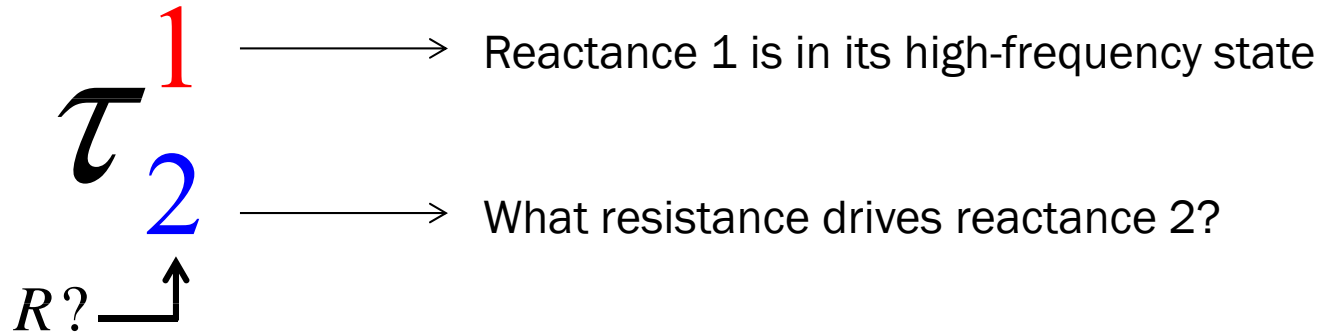 τ 1 Reactance 1 is in its high-frequency state
2 What resistance drives reactance 2?
R?